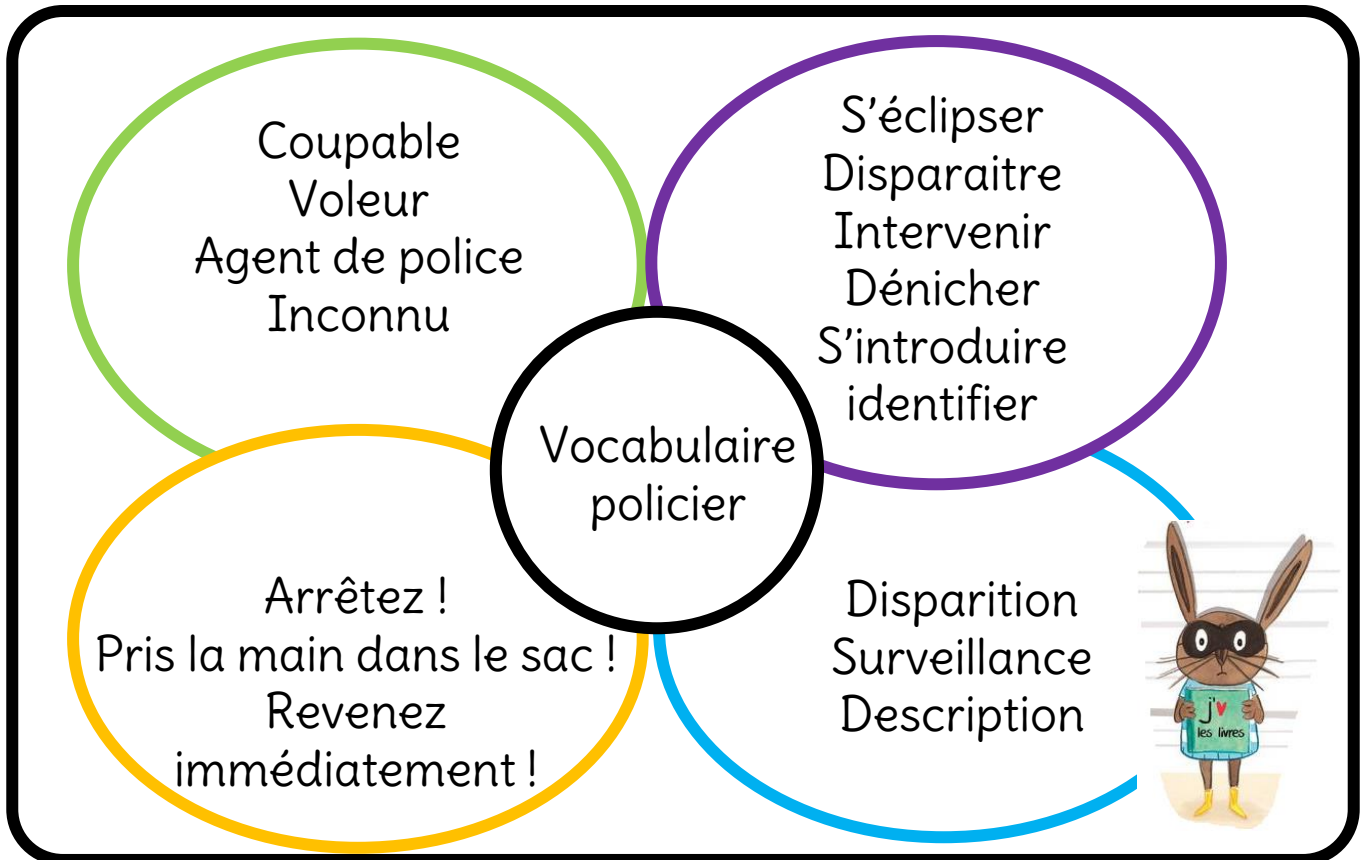 Coupable
Voleur
Agent de police
Inconnu
S'éclipser
Disparaitre
Intervenir
Dénicher
S'introduire
identifier
Vocabulaire
policier
Arrêtez !
Pris la main dans le sac !
Revenez
immédiatement !
Disparition
Surveillance
Description
j'♥
les livres